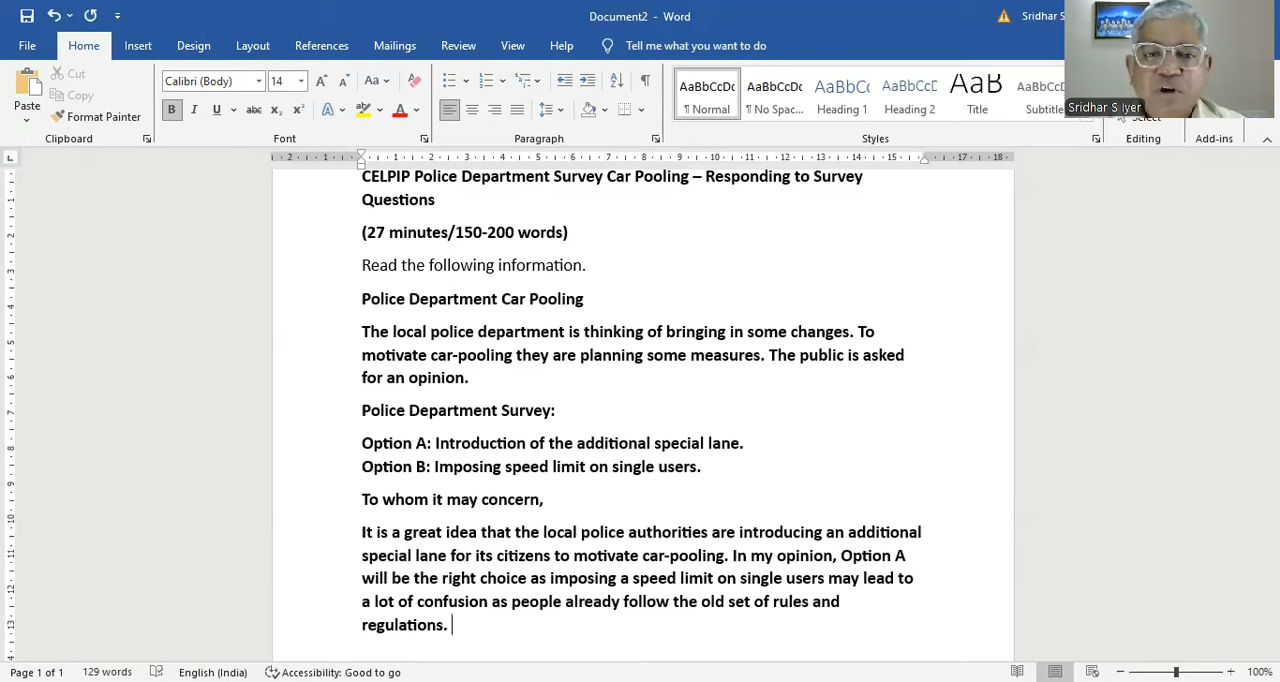 Document2 - Word
Sridhar S
File Home Insert Design Layout References Mailings Review View Help Tell me what you want to do
Cut
Copy
Paste
Format Painter
Clipboard
Calibri (Body) 14
Font
Paragraph
AaBbCcDc AaBbCcDc AaBbCc AaBbCcD AaB AaBbCcD
¶ Normal ¶ No Spac... Heading 1 Heading 2 Title Subtitle
Styles
Select
Editing
Add-ins
Sridhar S Iyer
CELPIP Police Department Survey Car Pooling – Responding to Survey
Questions
(27 minutes/150-200 words)
Read the following information.
Police Department Car Pooling
The local police department is thinking of bringing in some changes. To
motivate car-pooling they are planning some measures. The public is asked
for an opinion.
Police Department Survey:
Option A: Introduction of the additional special lane.
Option B: Imposing speed limit on single users.
To whom it may concern,
It is a great idea that the local police authorities are introducing an additional
special lane for its citizens to motivate car-pooling. In my opinion, Option A
will be the right choice as imposing a speed limit on single users may lead to
a lot of confusion as people already follow the old set of rules and
regulations.
Page 1 of 1 129 words English (India) Accessibility: Good to go 100%